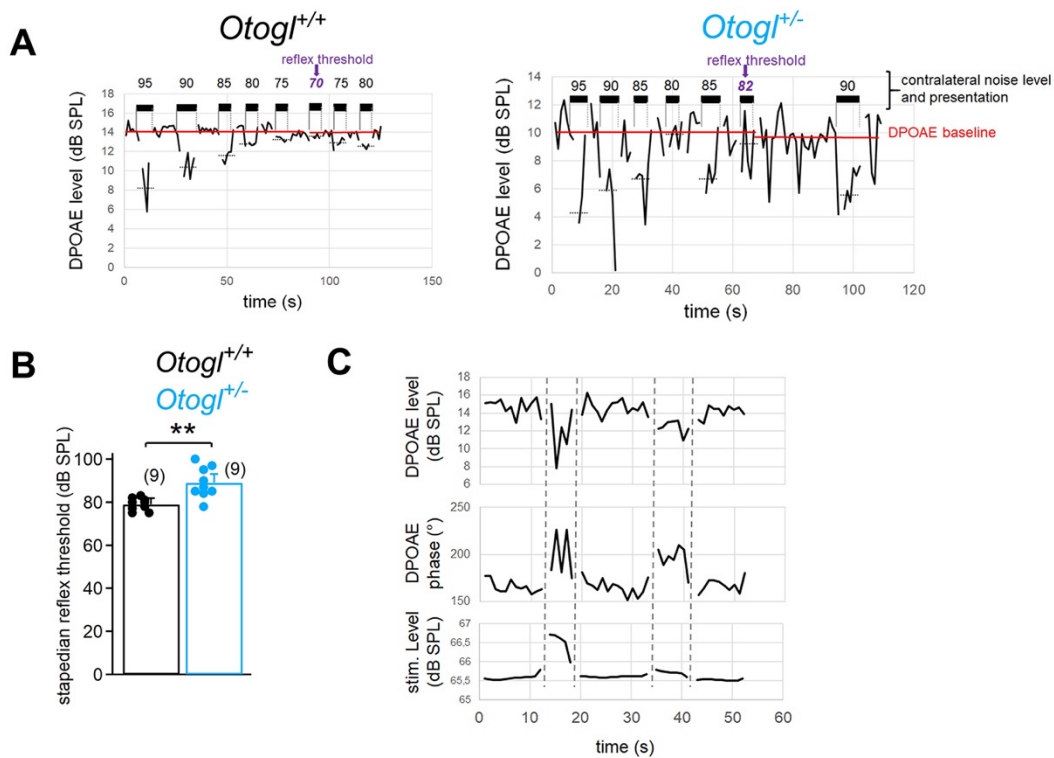 A
Otogl+/+
reflex threshold
95 90 85 80 75 70 75 80
DPOAE level (dB SPL)
18
16
14
12
10
8
6
4
2
0
0 50 100 150
time (s)
Otogl+/-
reflex threshold
95 90 85 80 85 82 90
contralateral noise level
and presentation
DPOAE baseline
DPOAE level (dB SPL)
14
12
10
8
6
4
2
0
0 20 40 60 80 100 120
time (s)
B
Otogl+/+
Otogl+/-
**
(9) (9)
stapedian reflex threshold (dB SPL)
100
80
60
40
20
0
C
DPOAE level
(dB SPL)
18
16
14
12
10
8
6
DPOAE
phase (°)
250
200
150
stim. Level
(dB SPL)
67
66,5
66
65,5
65
0 10 20 30 40 50 60
time (s)